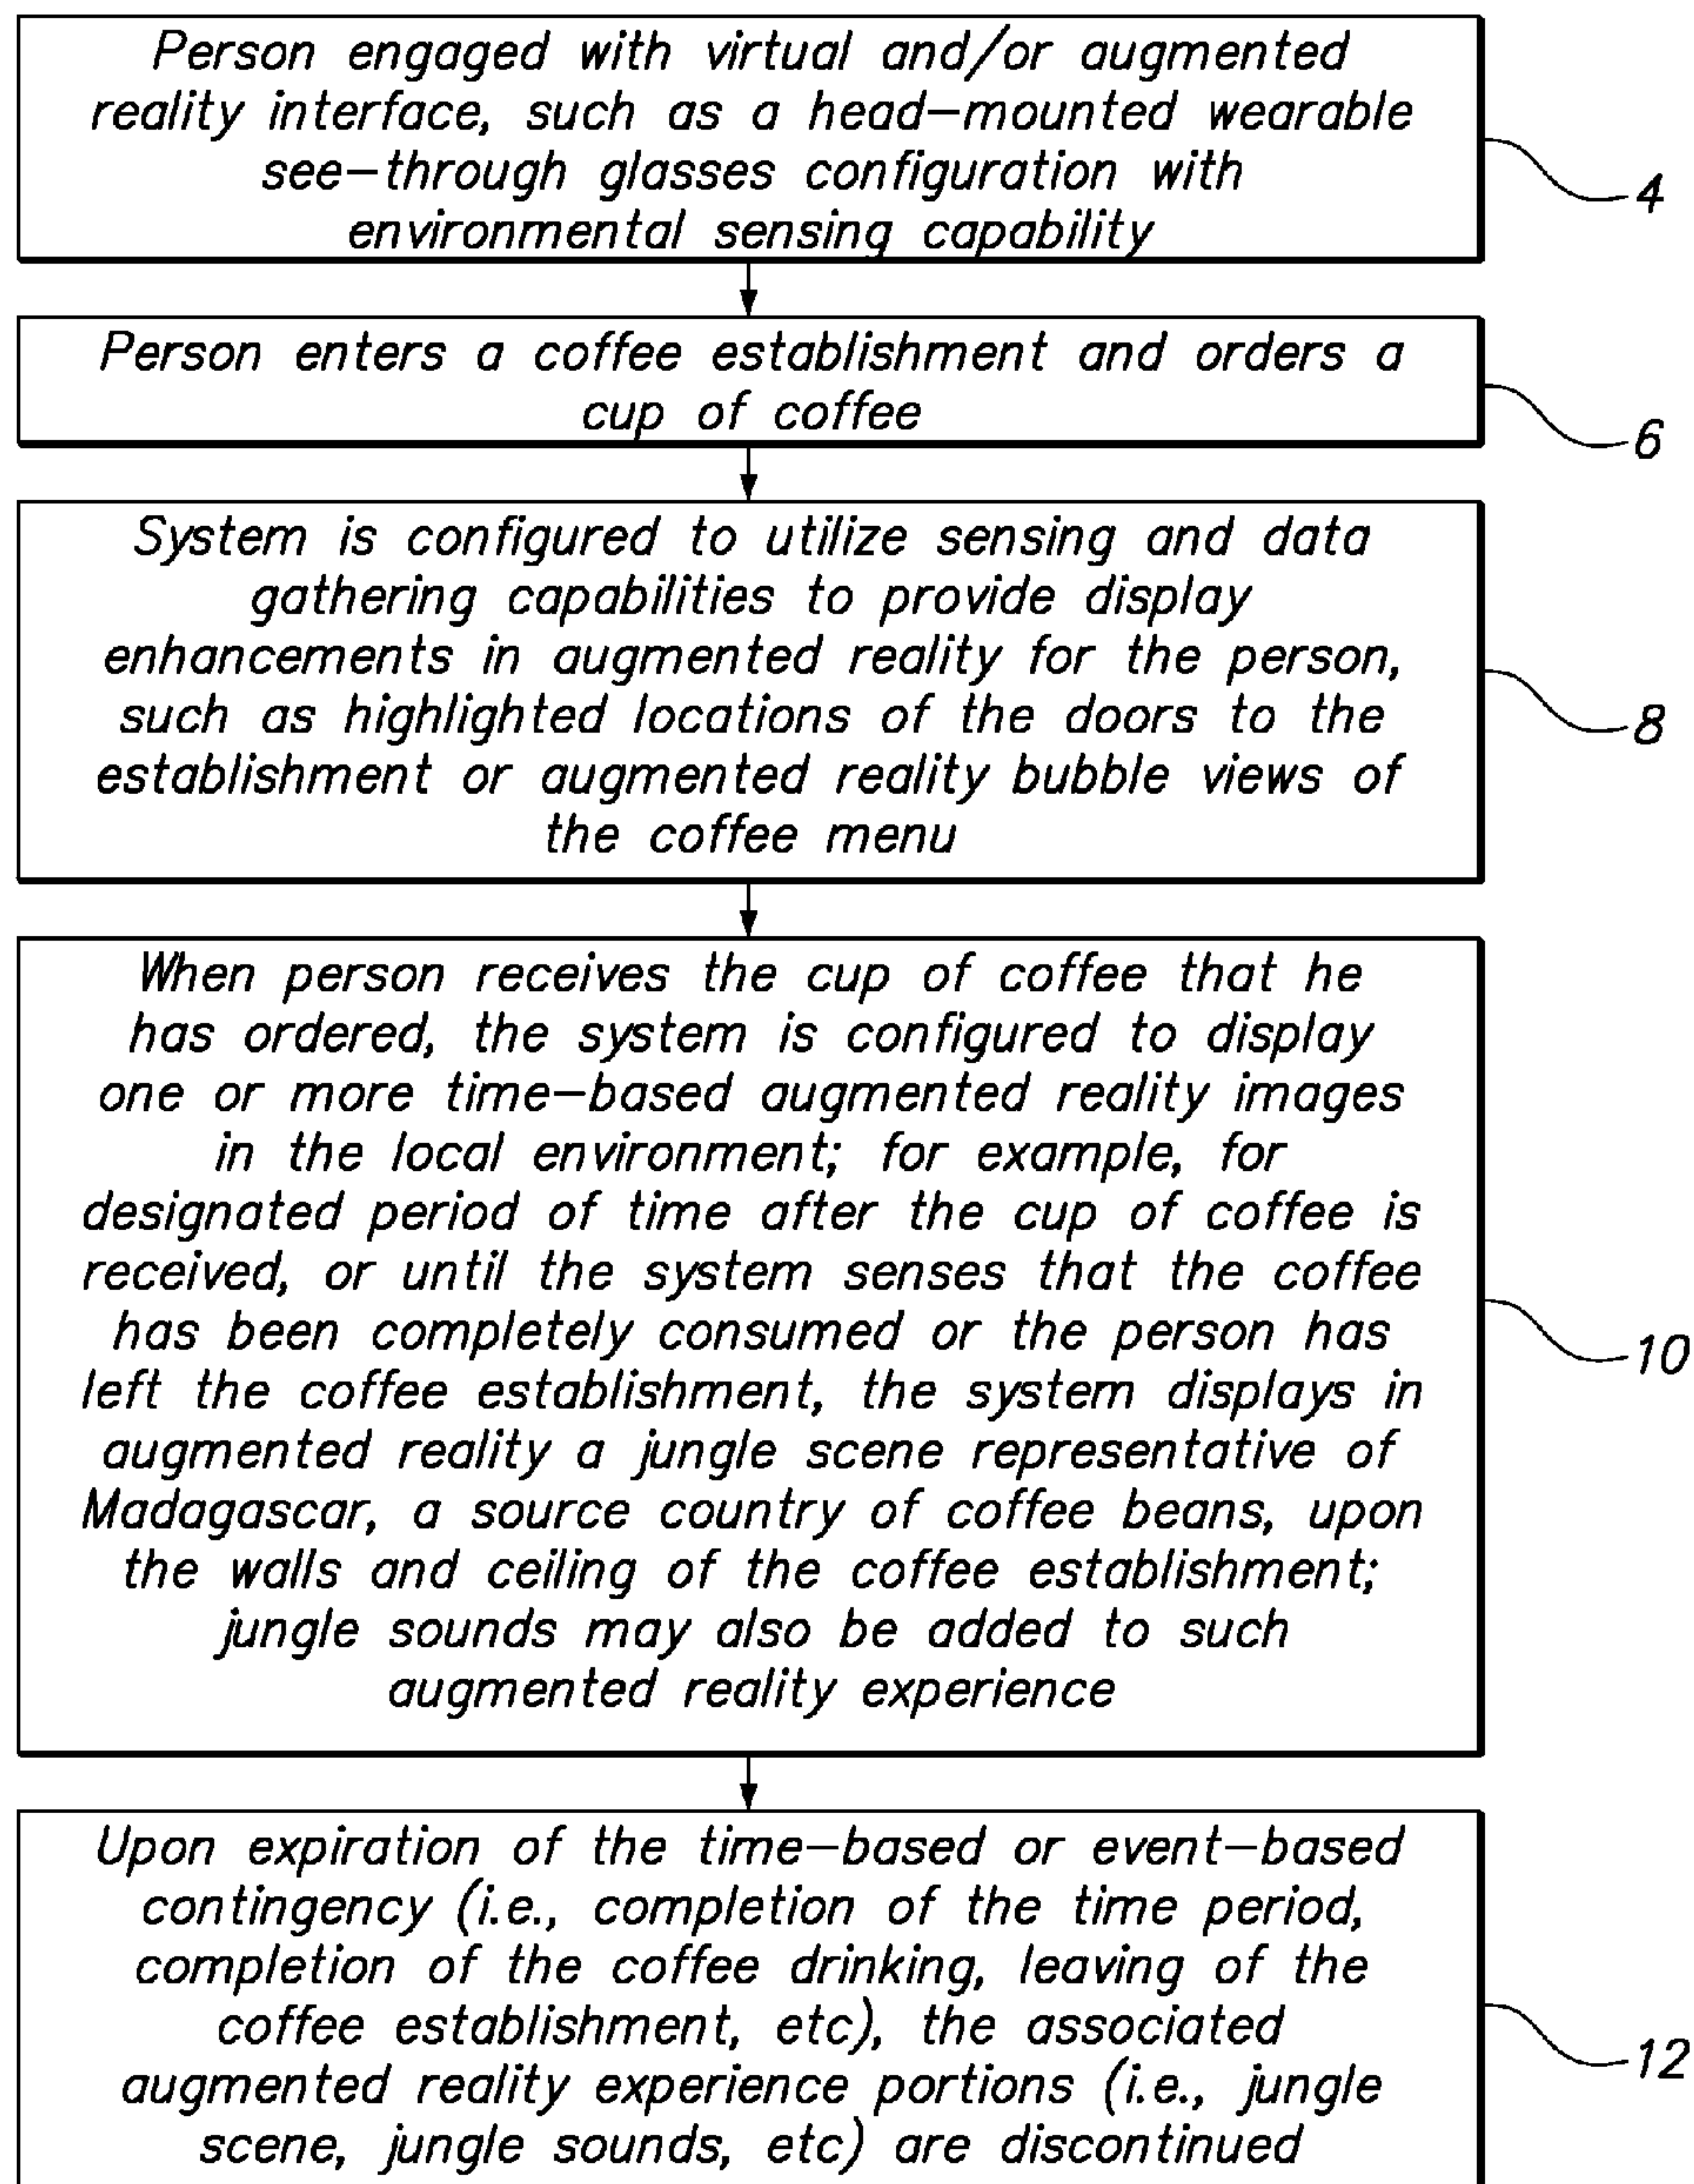 Person engaged with virtual and/or augmented
reality interface, such as a head-mounted wearable
see-through glasses configuration with
environmental sensing capability
4
Person enters a coffee establishment and orders a
cup of coffee
6
System is configured to utilize sensing and data
gathering capabilities to provide display
enhancements in augmented reality for the person,
such as highlighted locations of the doors to the
establishment or augmented reality bubble views of
the coffee menu
8
When person receives the cup of coffee that he
has ordered, the system is configured to display
one or more time-based augmented reality images
in the local environment; for example, for
designated period of time after the cup of coffee is
received, or until the system senses that the coffee
has been completely consumed or the person has
left the coffee establishment, the system displays in
augmented reality a jungle scene representative of
Madagascar, a source country of coffee beans, upon
the walls and ceiling of the coffee establishment;
jungle sounds may also be added to such
augmented reality experience
10
Upon expiration of the time-based or event-based
contingency (i.e., completion of the time period,
completion of the coffee drinking, leaving of the
coffee establishment, etc), the associated
augmented reality experience portions (i.e., jungle
scene, jungle sounds, etc) are discontinued
12